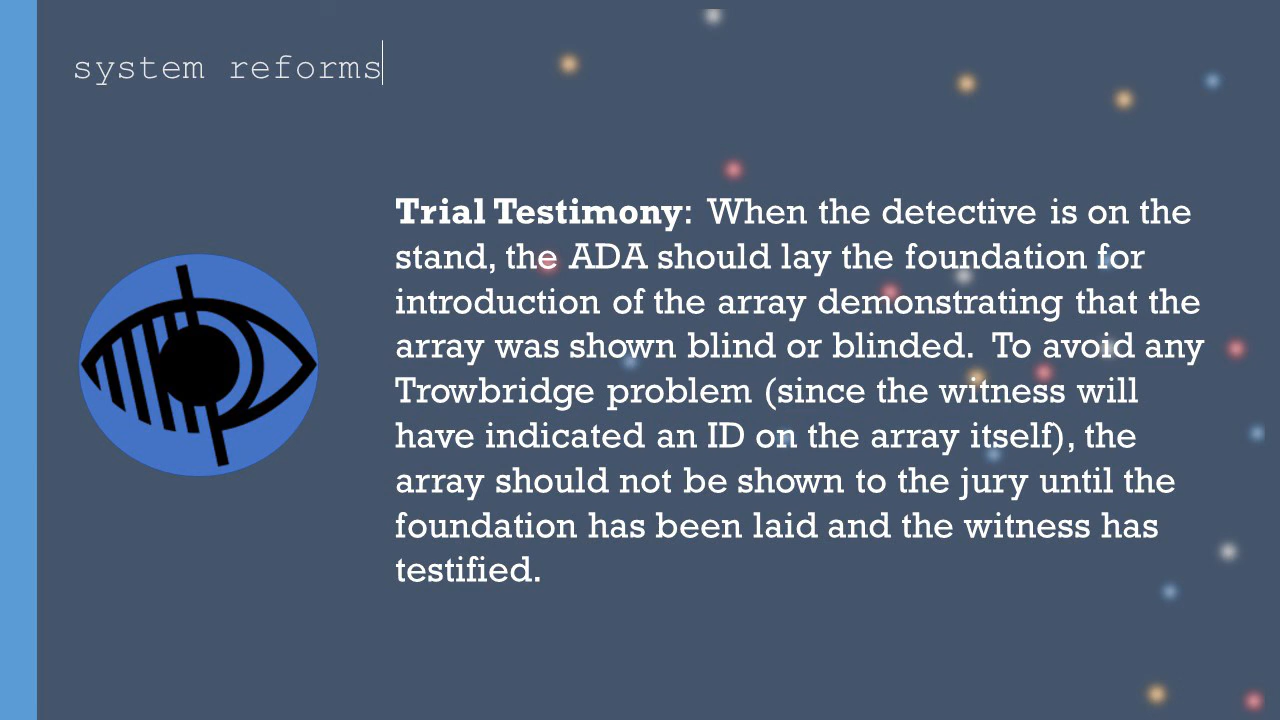 system reforms
Trial Testimony:  When the detective is on the
stand, the ADA should lay the foundation for
introduction of the array demonstrating that the
array was shown blind or blinded.  To avoid any
Trowbridge problem (since the witness will
have indicated an ID on the array itself), the
array should not be shown to the jury until the
foundation has been laid and the witness has
testified.